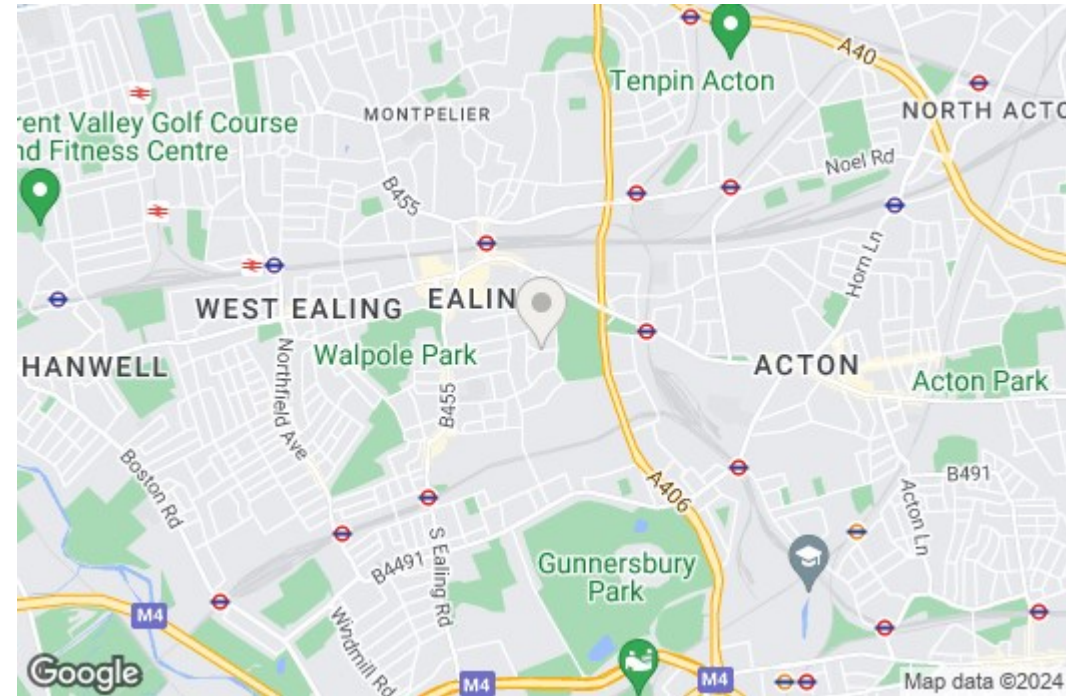 A40
Tenpin Acton
MONTPELIER
NORTH ACTO
rent Valley Golf Course
nd Fitness Centre
Noel Rd
B455
Horn Ln
WEST EALING
EALIN
Walpole Park
HANWELL
ACTON
Acton Park
Northfield Ave
B455
B491
Boston Rd
A406
Acton Ln
S Ealing Rd
B4491
Gunnersbury
Park
M4
Windmill Rd
Google
M4
M4
Map data ©2024